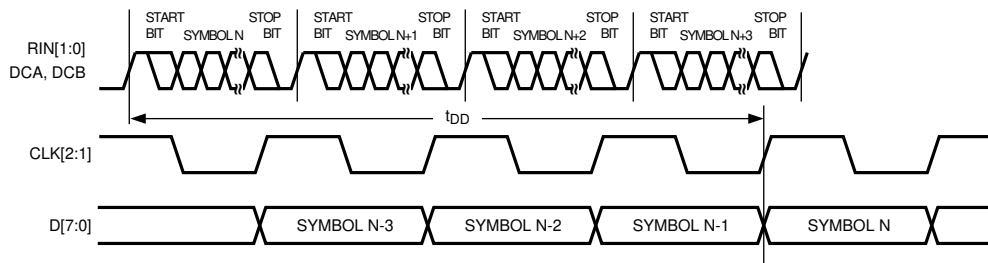 START STOP START STOP START STOP START STOP
BIT SYMBOL N BIT BIT SYMBOL N+1 BIT BIT SYMBOL N+2 BIT BIT SYMBOL N+3 BIT
RIN[1:0]
DCA, DCB
tDD
CLK[2:1]
D[7:0] SYMBOL N-3 SYMBOL N-2 SYMBOL N-1 SYMBOL N